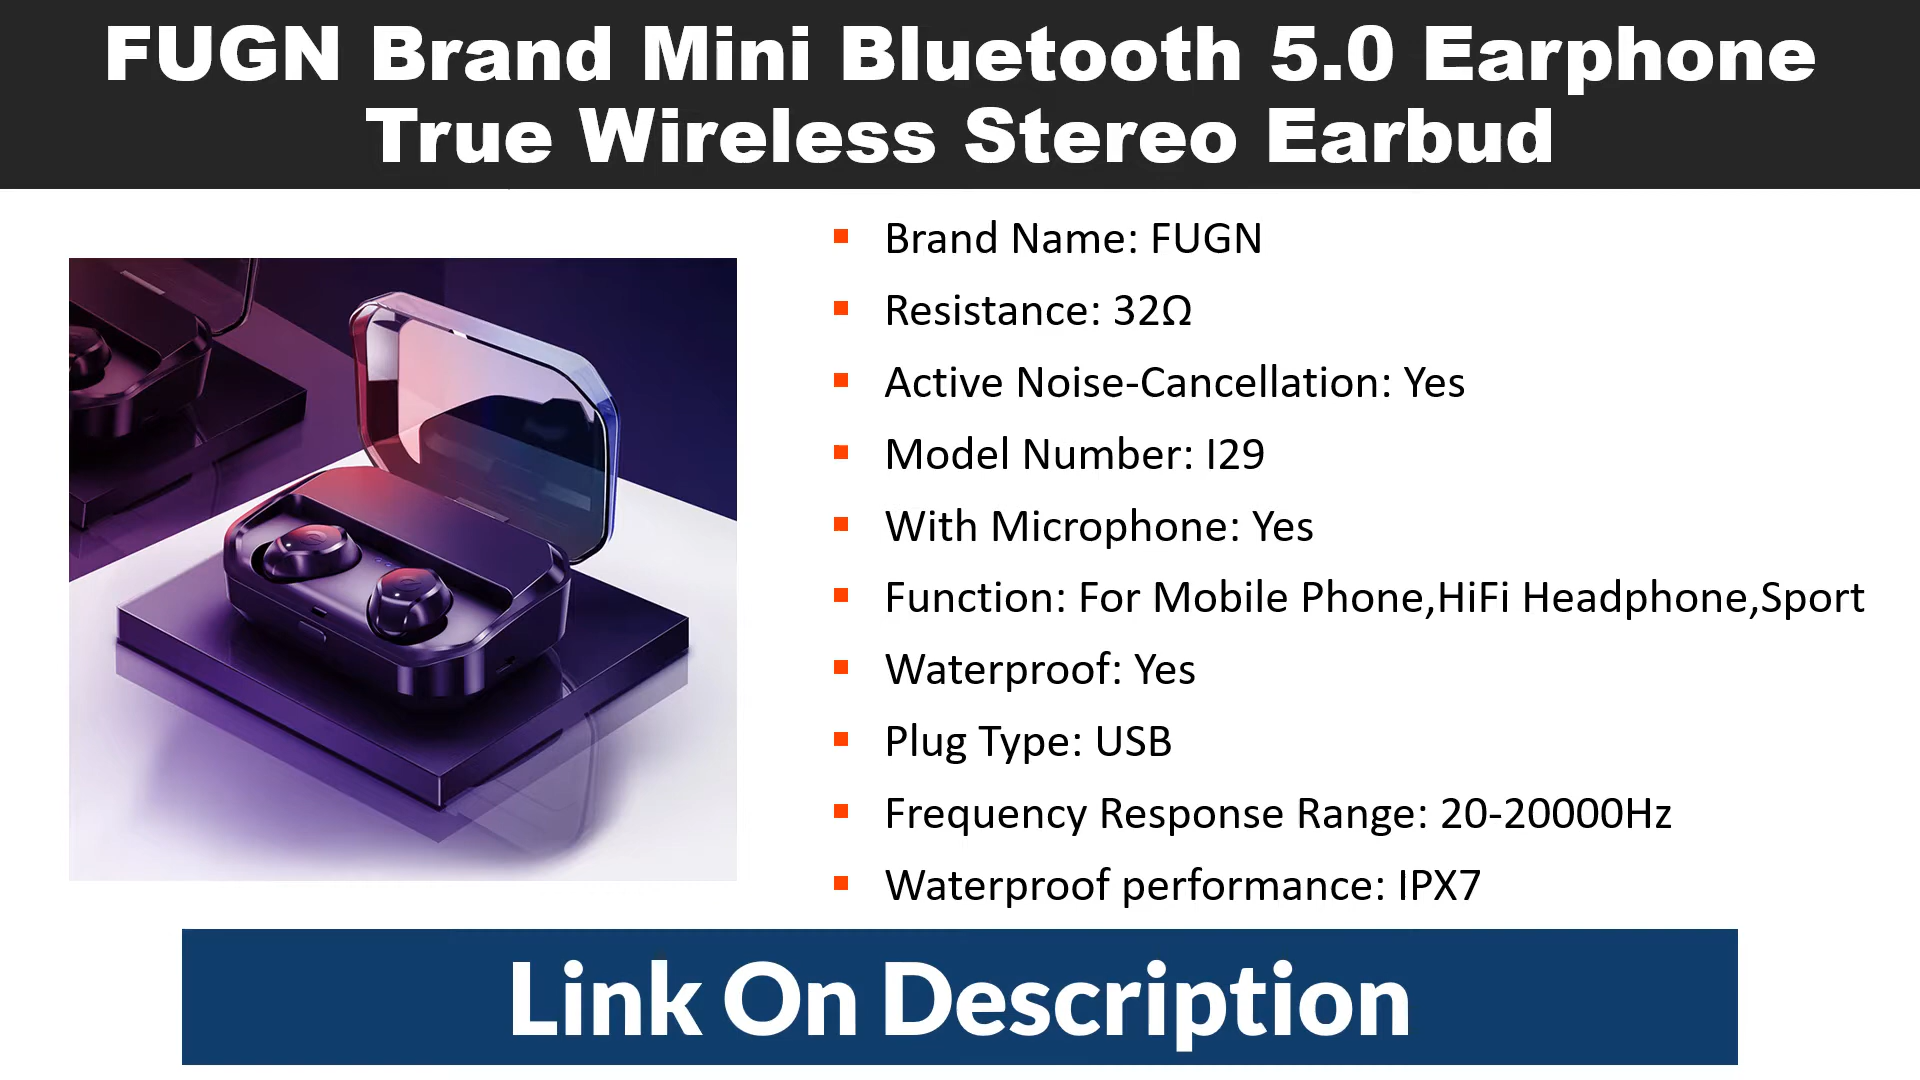 FUGN Brand Mini Bluetooth 5.0 Earphone
True Wireless Stereo Earbud
Brand Name: FUGN
Resistance: 32Ω
Active Noise-Cancellation: Yes
Model Number: I29
With Microphone: Yes
Function: For Mobile Phone,HiFi Headphone,Sport
Waterproof: Yes
Plug Type: USB
Frequency Response Range: 20-20000Hz
Waterproof performance: IPX7
Link On Description